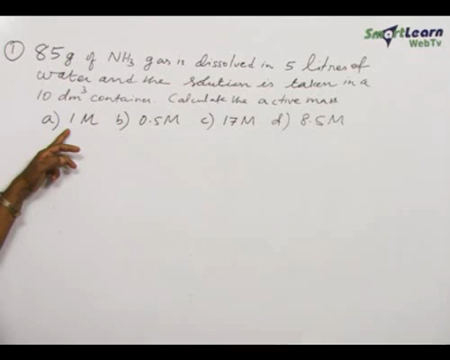 SmartLearn
WebTv
1 85g of NH3 gas is dissolved in 5 litres of
water and the solution is taken in a
10 dm³ container. Calculate the active mass
a) 1M b) 0.5M c) 17M d) 8.5M